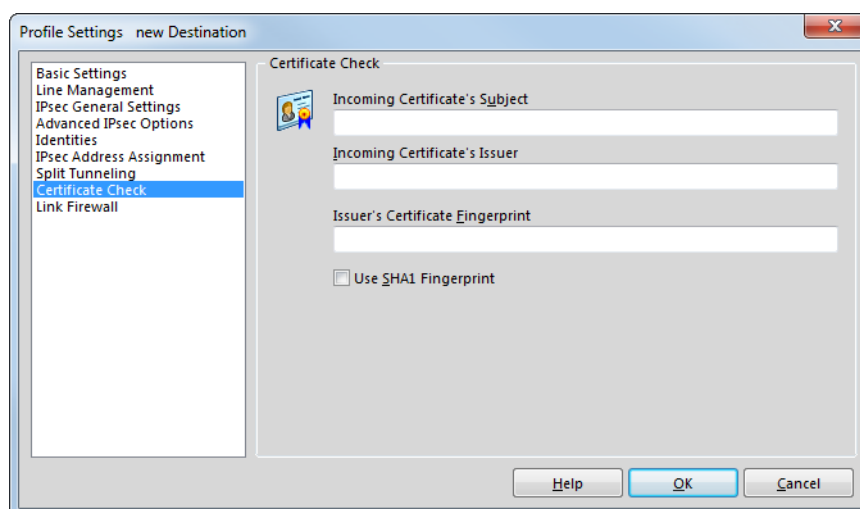 Profile Settings new Destination
Basic Settings
Line Management
IPsec General Settings
Advanced IPsec Options
Identities
IPsec Address Assignment
Split Tunneling
Certificate Check
Link Firewall
Certificate Check
Incoming Certificate's Subject
Incoming Certificate's Issuer
Issuer's Certificate Fingerprint
Use SHA1 Fingerprint
Help OK Cancel